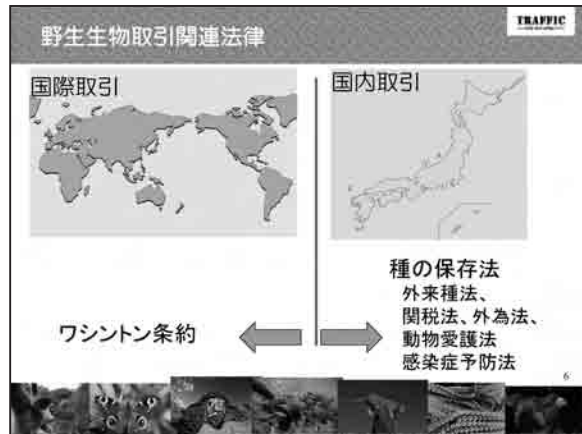 野生生物取引関連法律
TRAFFIC
国際取引
国内取引
種の保存法
外来種法、
関税法、外為法、
動物愛護法
感染症予防法
ワシントン条約
6